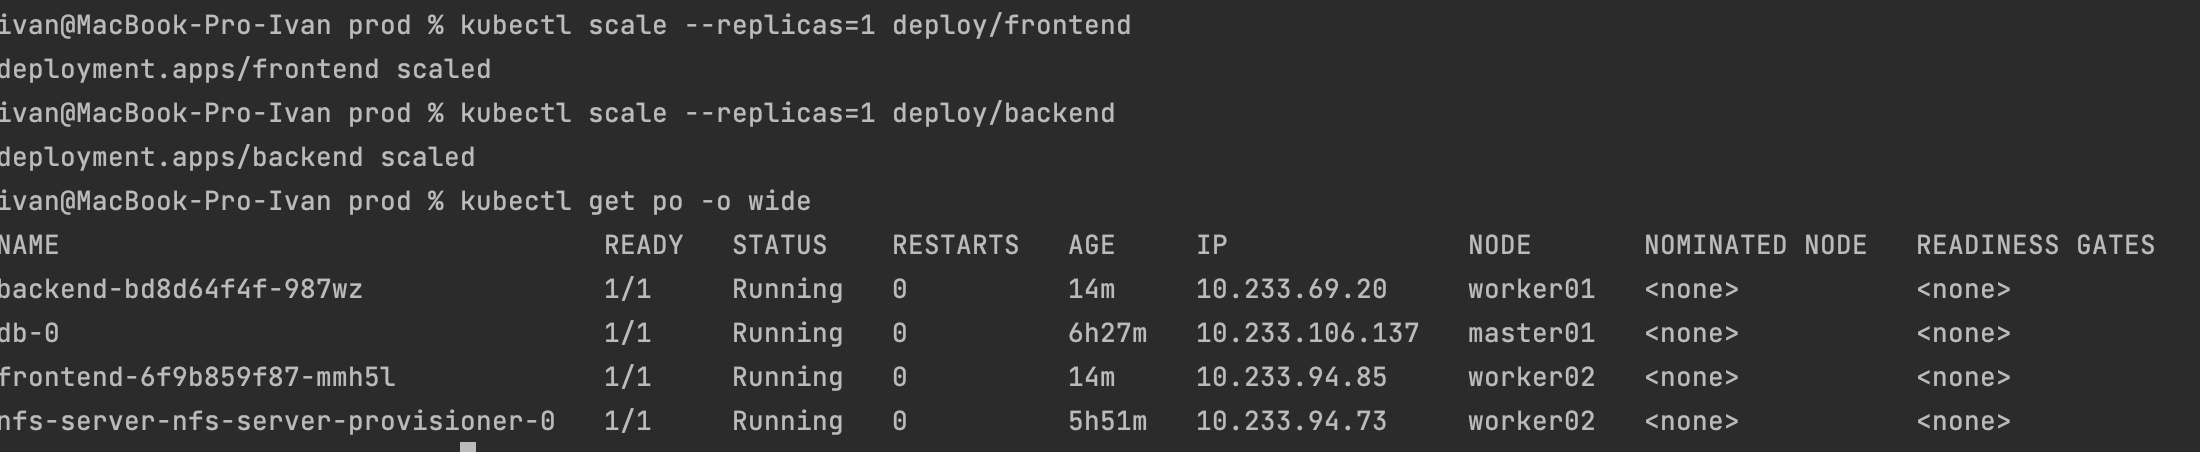 ivan@MacBook-Pro-Ivan prod % kubectl scale --replicas=1 deploy/frontend
deployment.apps/frontend scaled
ivan@MacBook-Pro-Ivan prod % kubectl scale --replicas=1 deploy/backend
deployment.apps/backend scaled
ivan@MacBook-Pro-Ivan prod % kubectl get po -o wide
NAME READY STATUS RESTARTS AGE IP NODE NOMINATED NODE READINESS GATES
backend-bd8d64f4f-987wz 1/1 Running 0 14m 10.233.69.20 worker01 <none> <none>
db-0 1/1 Running 0 6h27m 10.233.106.137 master01 <none> <none>
frontend-6f9b859f87-mmh5l 1/1 Running 0 14m 10.233.94.85 worker02 <none> <none>
nfs-server-nfs-server-provisioner-0 1/1 Running 0 5h51m 10.233.94.73 worker02 <none> <none>